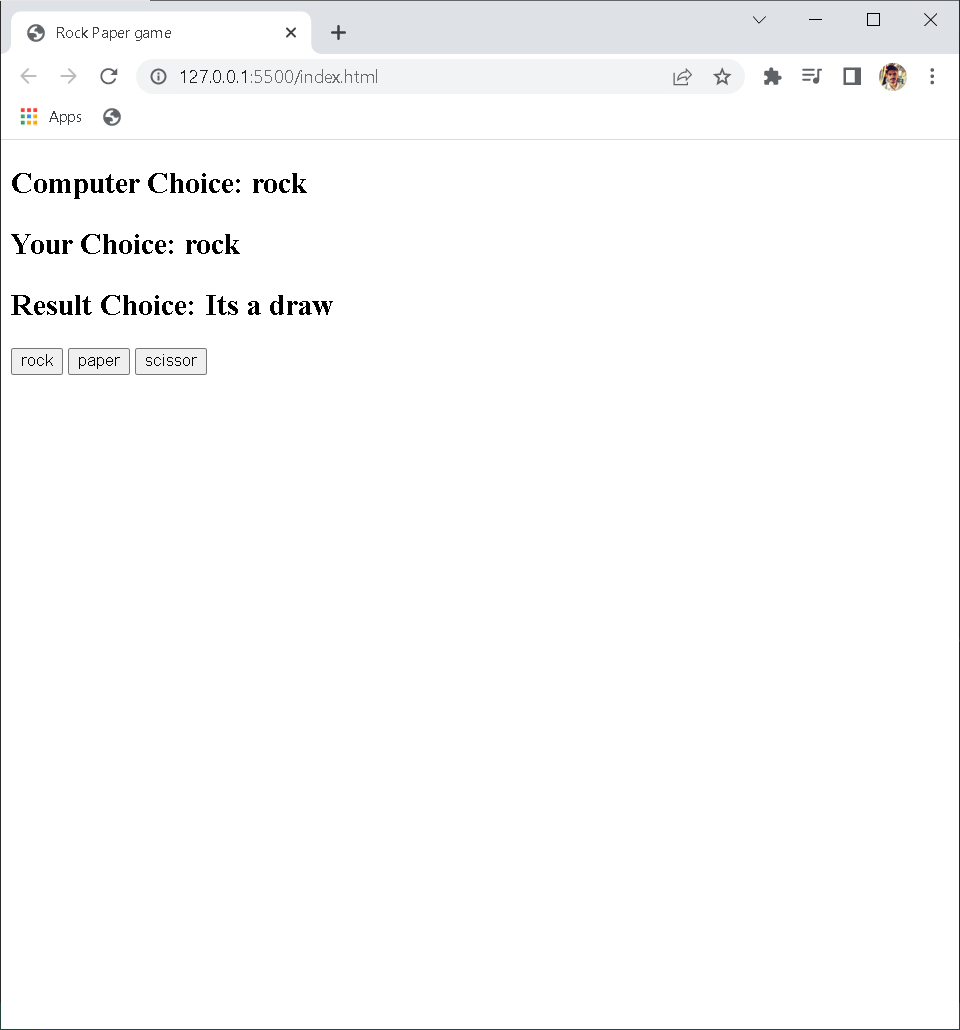 Rock Paper game
127.0.0.1:5500/index.html
Apps
Computer Choice: rock
Your Choice: rock
Result Choice: Its a draw
rock paper scissor